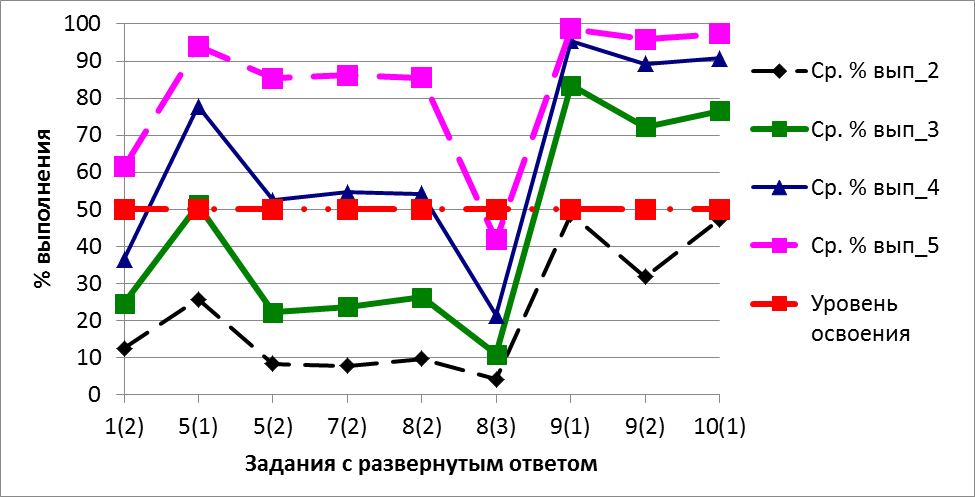 100
90
80
70
60
50
40
30
20
10
0
% выполнения
1(2) 5(1) 5(2) 7(2) 8(2) 8(3) 9(1) 9(2) 10(1)
Задания с развернутым ответом
Ср. % вып_2
Ср. % вып_3
Ср. % вып_4
Ср. % вып_5
Уровень
освоения